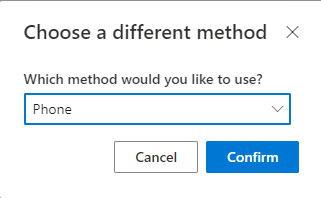 Choose a different method
Which method would you like to use?
Phone
Cancel Confirm